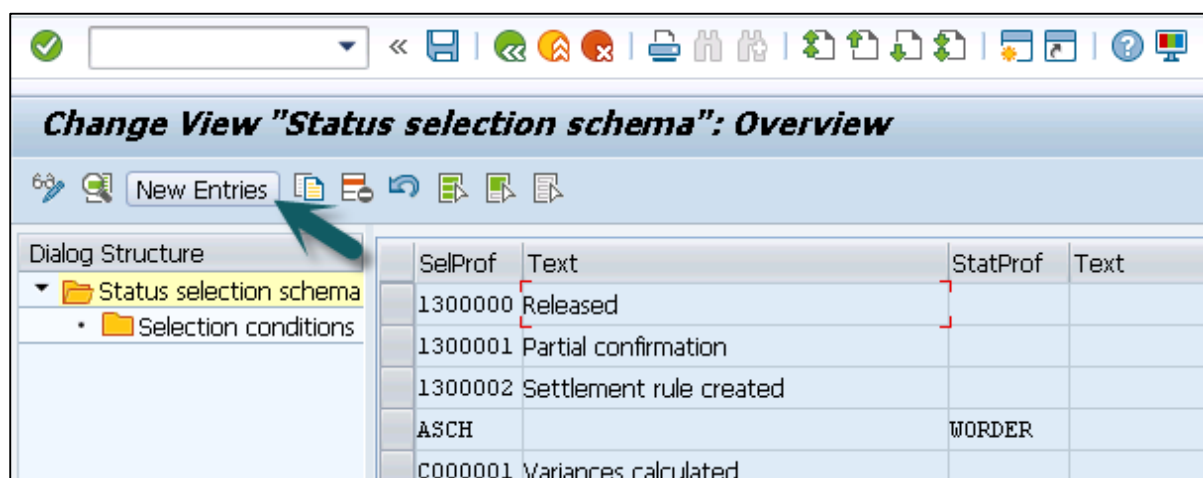 Change View "Status selection schema": Overview
New Entries
Dialog Structure
Status selection schema
Selection conditions
SelProf Text StatProf Text
1300000 Released
1300001 Partial confirmation
1300002 Settlement rule created
ASCH WORDER
C000001 Variances calculated